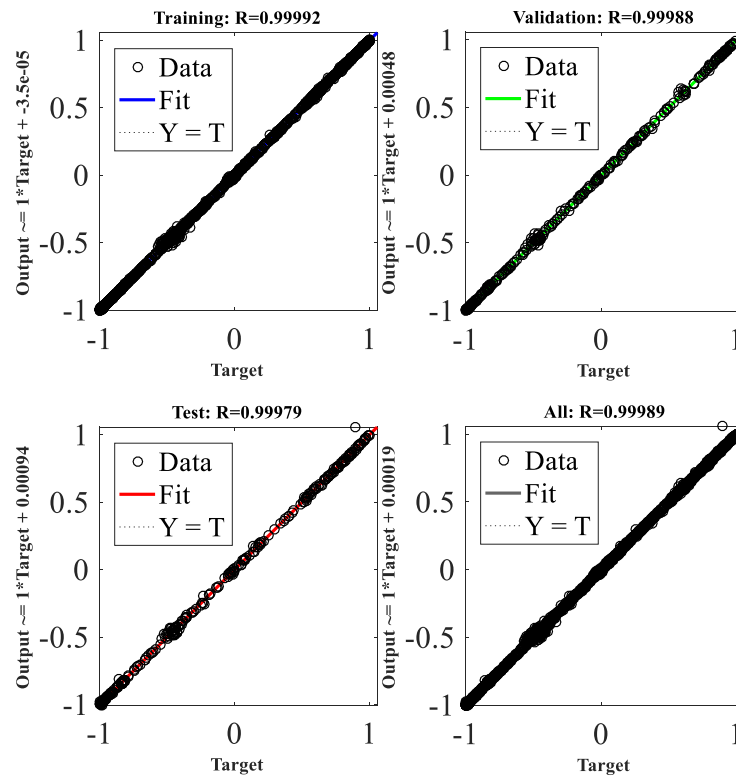 Training: R=0.99992
Output ~= 1*Target + -3.5e-05
1
0.5
0
-0.5
-1
Data
Fit
Y = T
-1
0
1
Target
Validation: R=0.99988
Output ~= 1*Target + 0.00048
1
0.5
0
-0.5
-1
Data
Fit
Y = T
-1
0
1
Target
Test: R=0.99979
Output ~= 1*Target + 0.00094
1
0.5
0
-0.5
-1
Data
Fit
Y = T
-1
0
1
Target
All: R=0.99989
Output ~= 1*Target + 0.00019
1
0.5
0
-0.5
-1
Data
Fit
Y = T
-1
0
1
Target